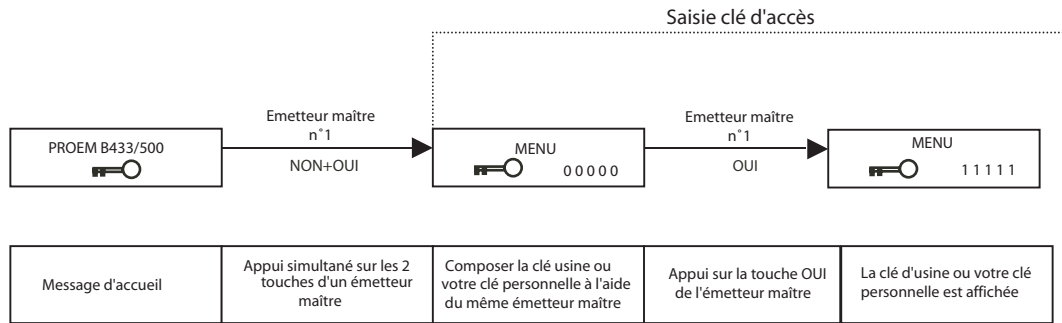 Saisie clé d'accès
PROEM B433/500
Emetteur maître
n°1
NON+OUI
MENU
00000
Emetteur maître
n°1
OUI
MENU
11111
Message d'accueil
Appui simultané sur les 2
touches d'un émetteur
maître
Composer la clé usine ou
votre clé personnelle à l'aide
du même émetteur maître
Appui sur la touche OUI
de l'émetteur maître
La clé d'usine ou votre clé
personnelle est affichée